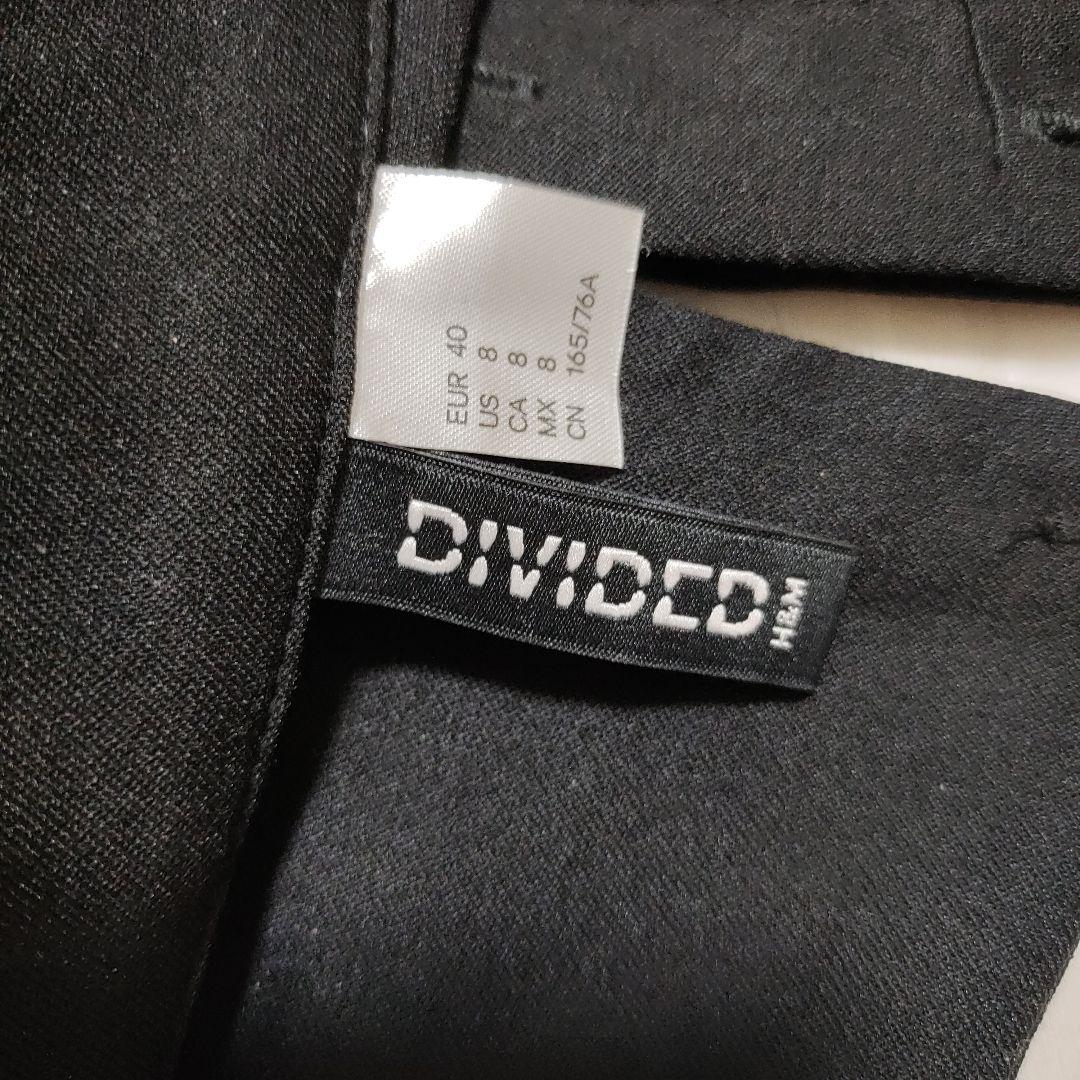 EUR 40
US 8
CA 8
MX 8
CN 165/76A
DIVIDED
H&M